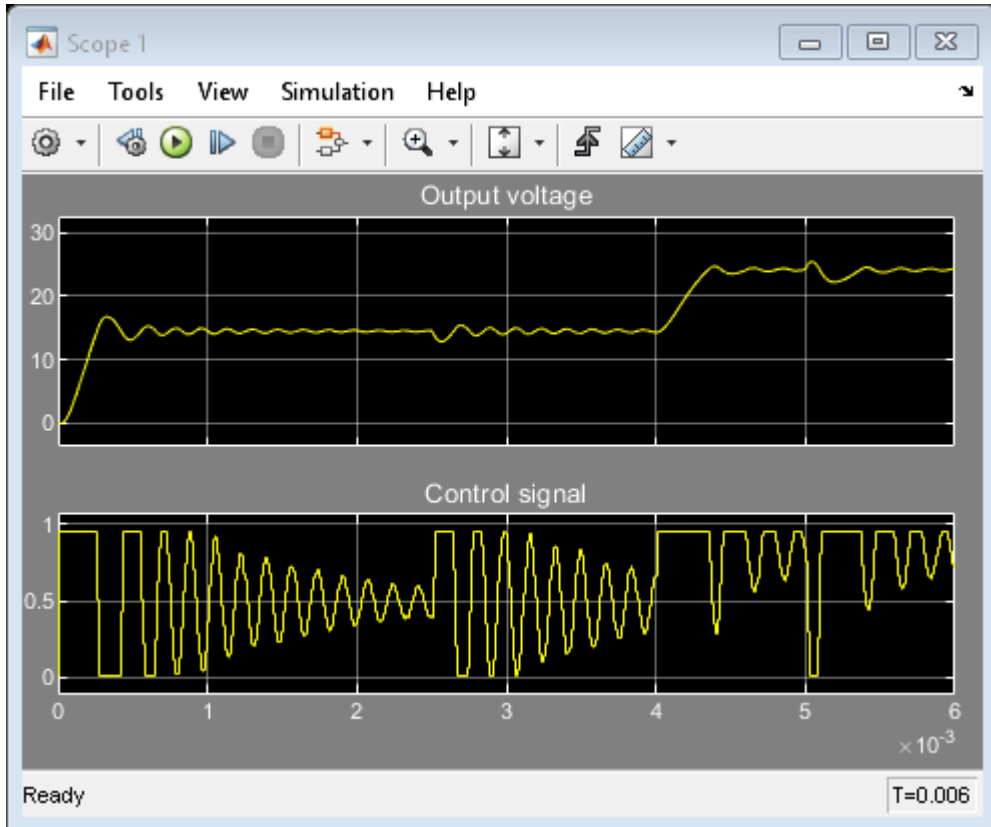 Scope 1
File Tools View Simulation Help
Output voltage
30
20
10
0
Control signal
1
0.5
0
0 1 2 3 4 5 6
×10-3
Ready T=0.006